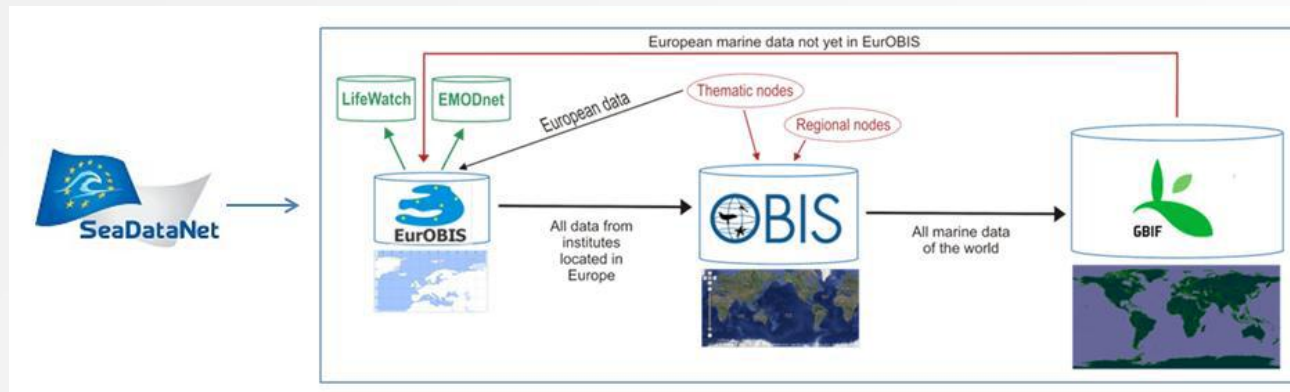 European marine data not yet in EurOBIS
LifeWatch
EMODnet
European data
Thematic nodes
Regional nodes
SeaDataNet
EurOBIS
OBIS
GBIF
All data from
institutes
located in
Europe
All marine data
of the world